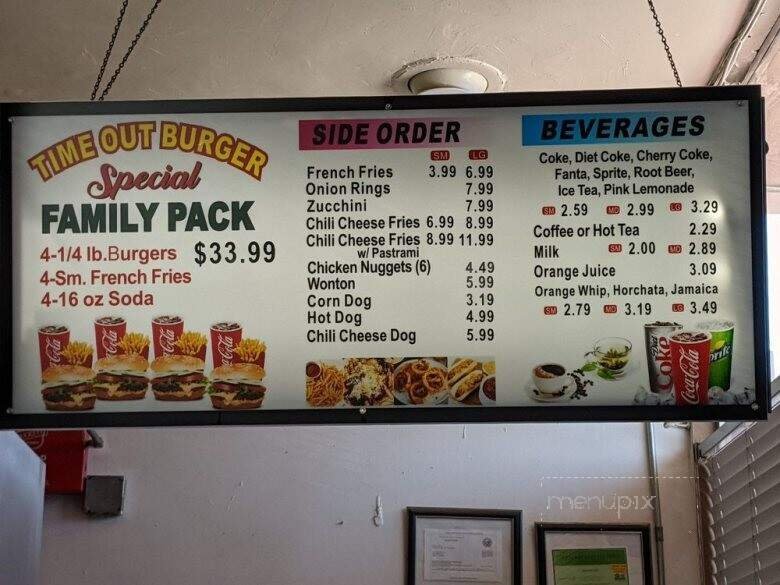 TIME OUT BURGER
Special
FAMILY PACK
4-1/4 lb.Burgers $33.99
4-Sm. French Fries
4-16 oz Soda
SIDE ORDER
SM LG
French Fries 3.99 6.99
Onion Rings 7.99
Zucchini 7.99
Chili Cheese Fries 6.99 8.99
Chili Cheese Fries 8.99 11.99
w/ Pastrami
Chicken Nuggets (6) 4.49
Wonton 5.99
Corn Dog 3.19
Hot Dog 4.99
Chili Cheese Dog 5.99
BEVERAGES
Coke, Diet Coke, Cherry Coke,
Fanta, Sprite, Root Beer,
Ice Tea, Pink Lemonade
SM 2.59 MD 2.99 LG 3.29
Coffee or Hot Tea 2.29
Milk SM 2.00 MD 2.89
Orange Juice 3.09
Orange Whip, Horchata, Jamaica
SM 2.79 MD 3.19 LG 3.49
Coke
Coca-Cola
menupix